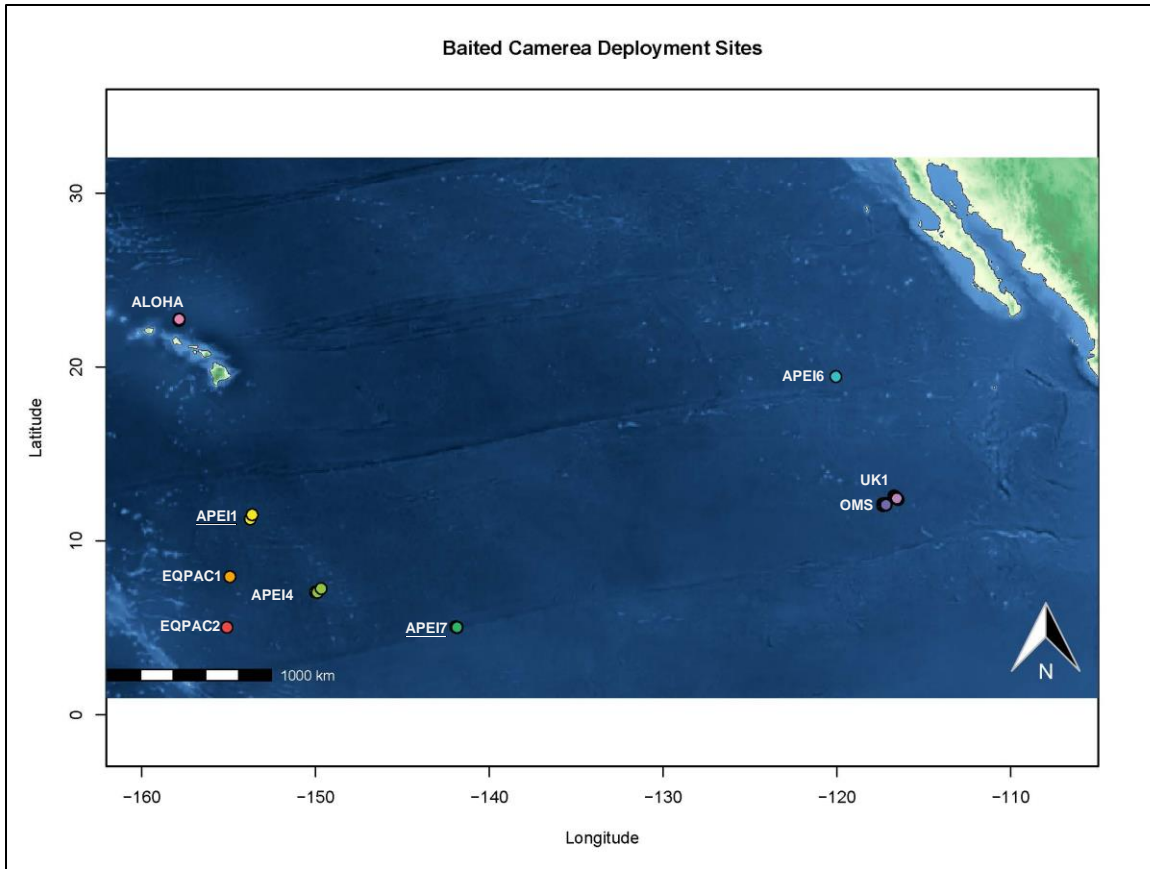 Baited Camerea Deployment Sites
30
ALOHA
20
APEI6
Latitude
UK1
OMS
APEI1
10
EQPAC1
APEI4
EQPAC2
APEI7
1000 km
N
0
−160
−150
−140
−130
−120
−110
Longitude